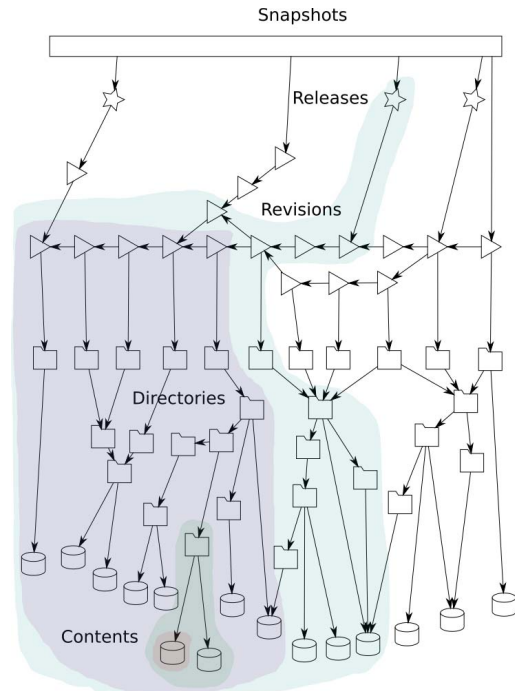 Snapshots
Releases
Revisions
Directories
Contents